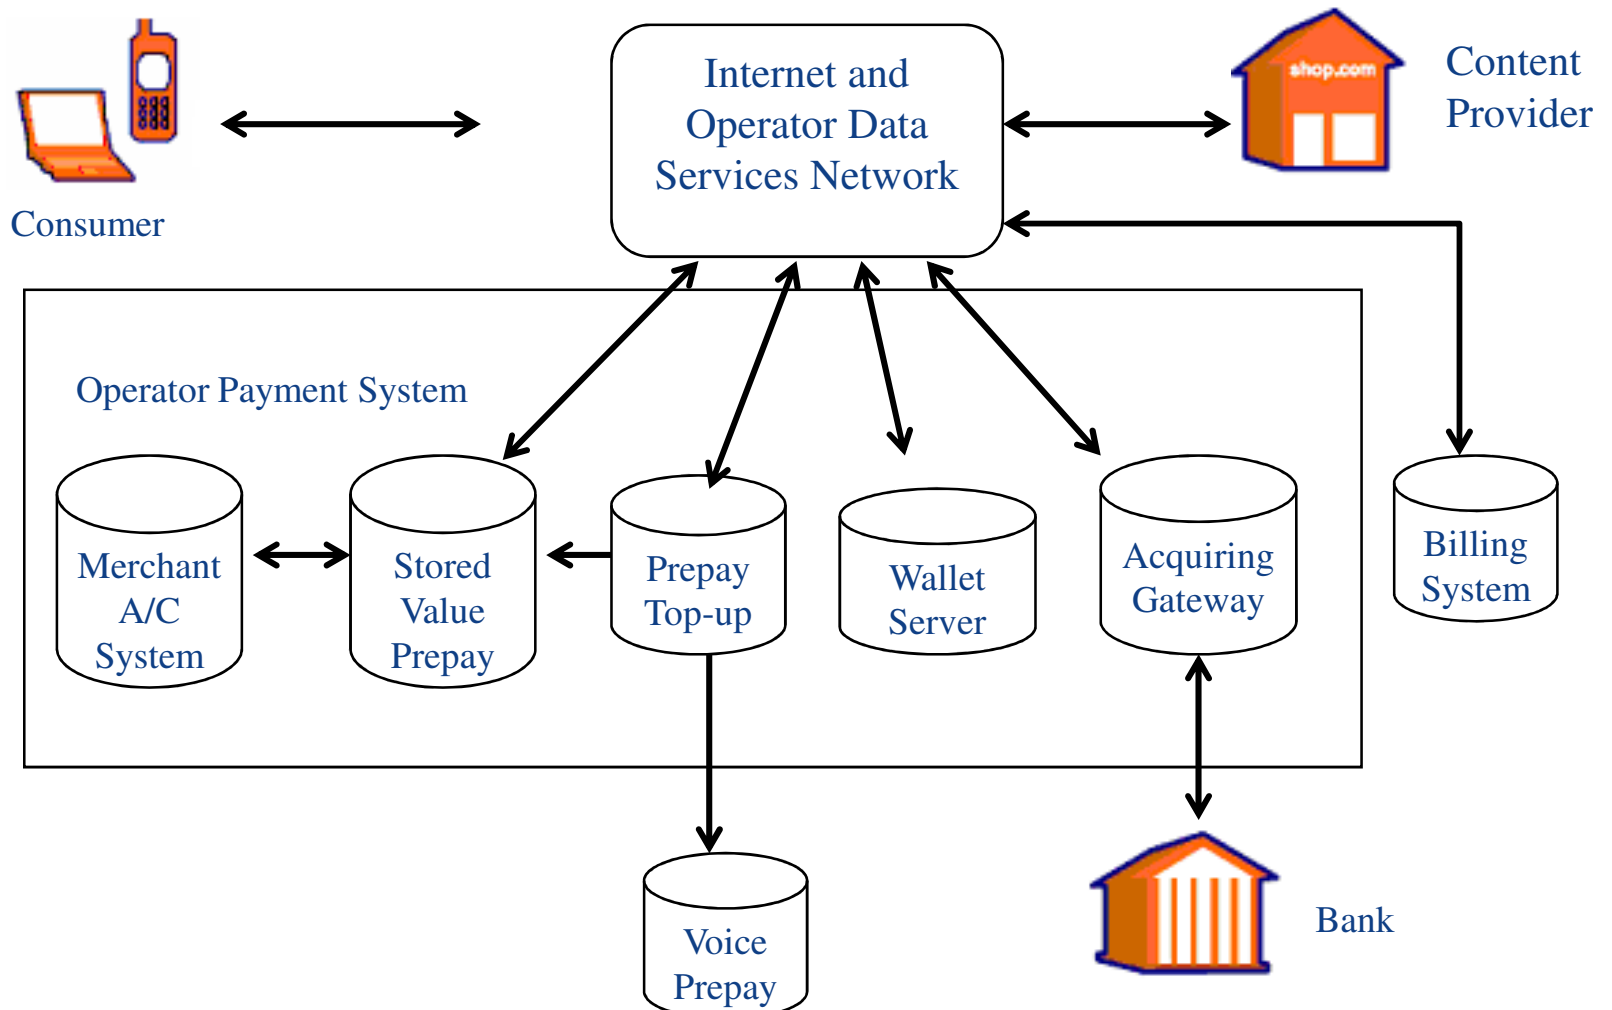 Internet and
Operator Data
Services Network
shop.com
Content
Provider
Consumer
Operator Payment System
Merchant
A/C
System
Stored
Value
Prepay
Prepay
Top-up
Wallet
Server
Acquiring
Gateway
Billing
System
Voice
Prepay
Bank